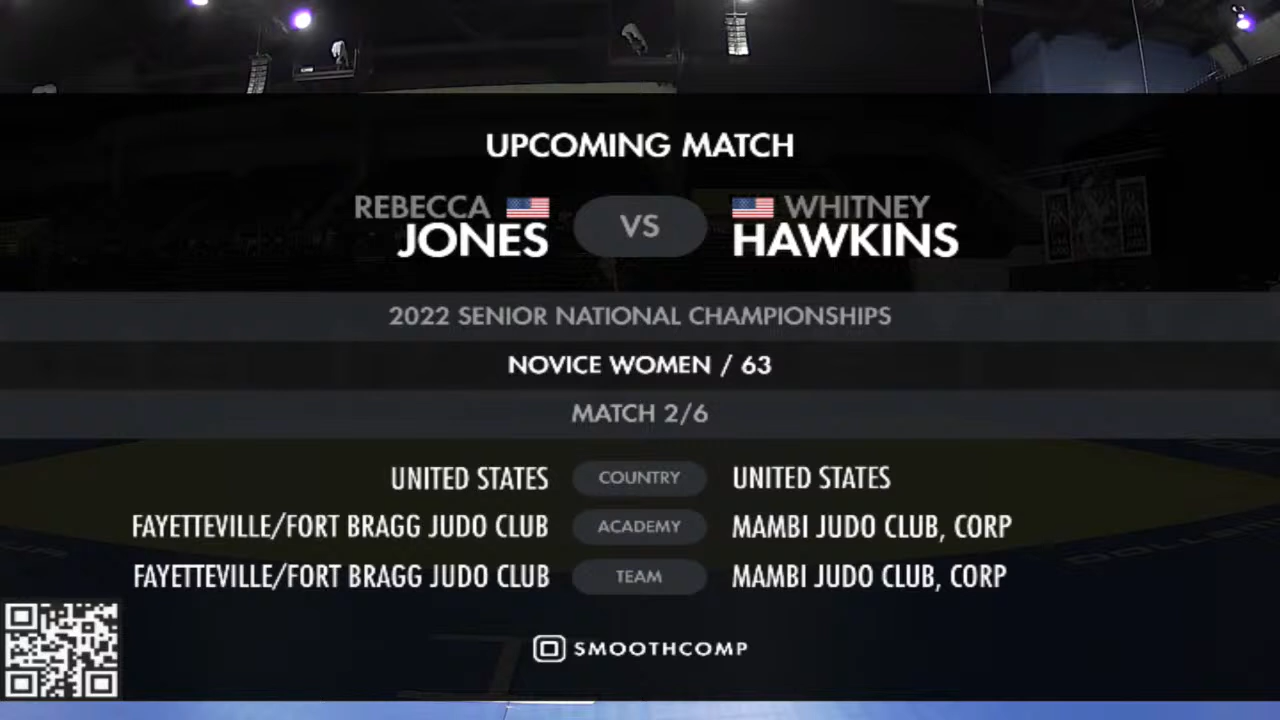 UPCOMING MATCH
REBECCA
JONES
VS
WHITNEY
HAWKINS
2022 SENIOR NATIONAL CHAMPIONSHIPS
NOVICE WOMEN / 63
MATCH 2/6
UNITED STATES COUNTRY UNITED STATES
FAYETTEVILLE/FORT BRAGG JUDO CLUB ACADEMY MAMBI JUDO CLUB, CORP
FAYETTEVILLE/FORT BRAGG JUDO CLUB TEAM MAMBI JUDO CLUB, CORP
SMOOTHCOMP